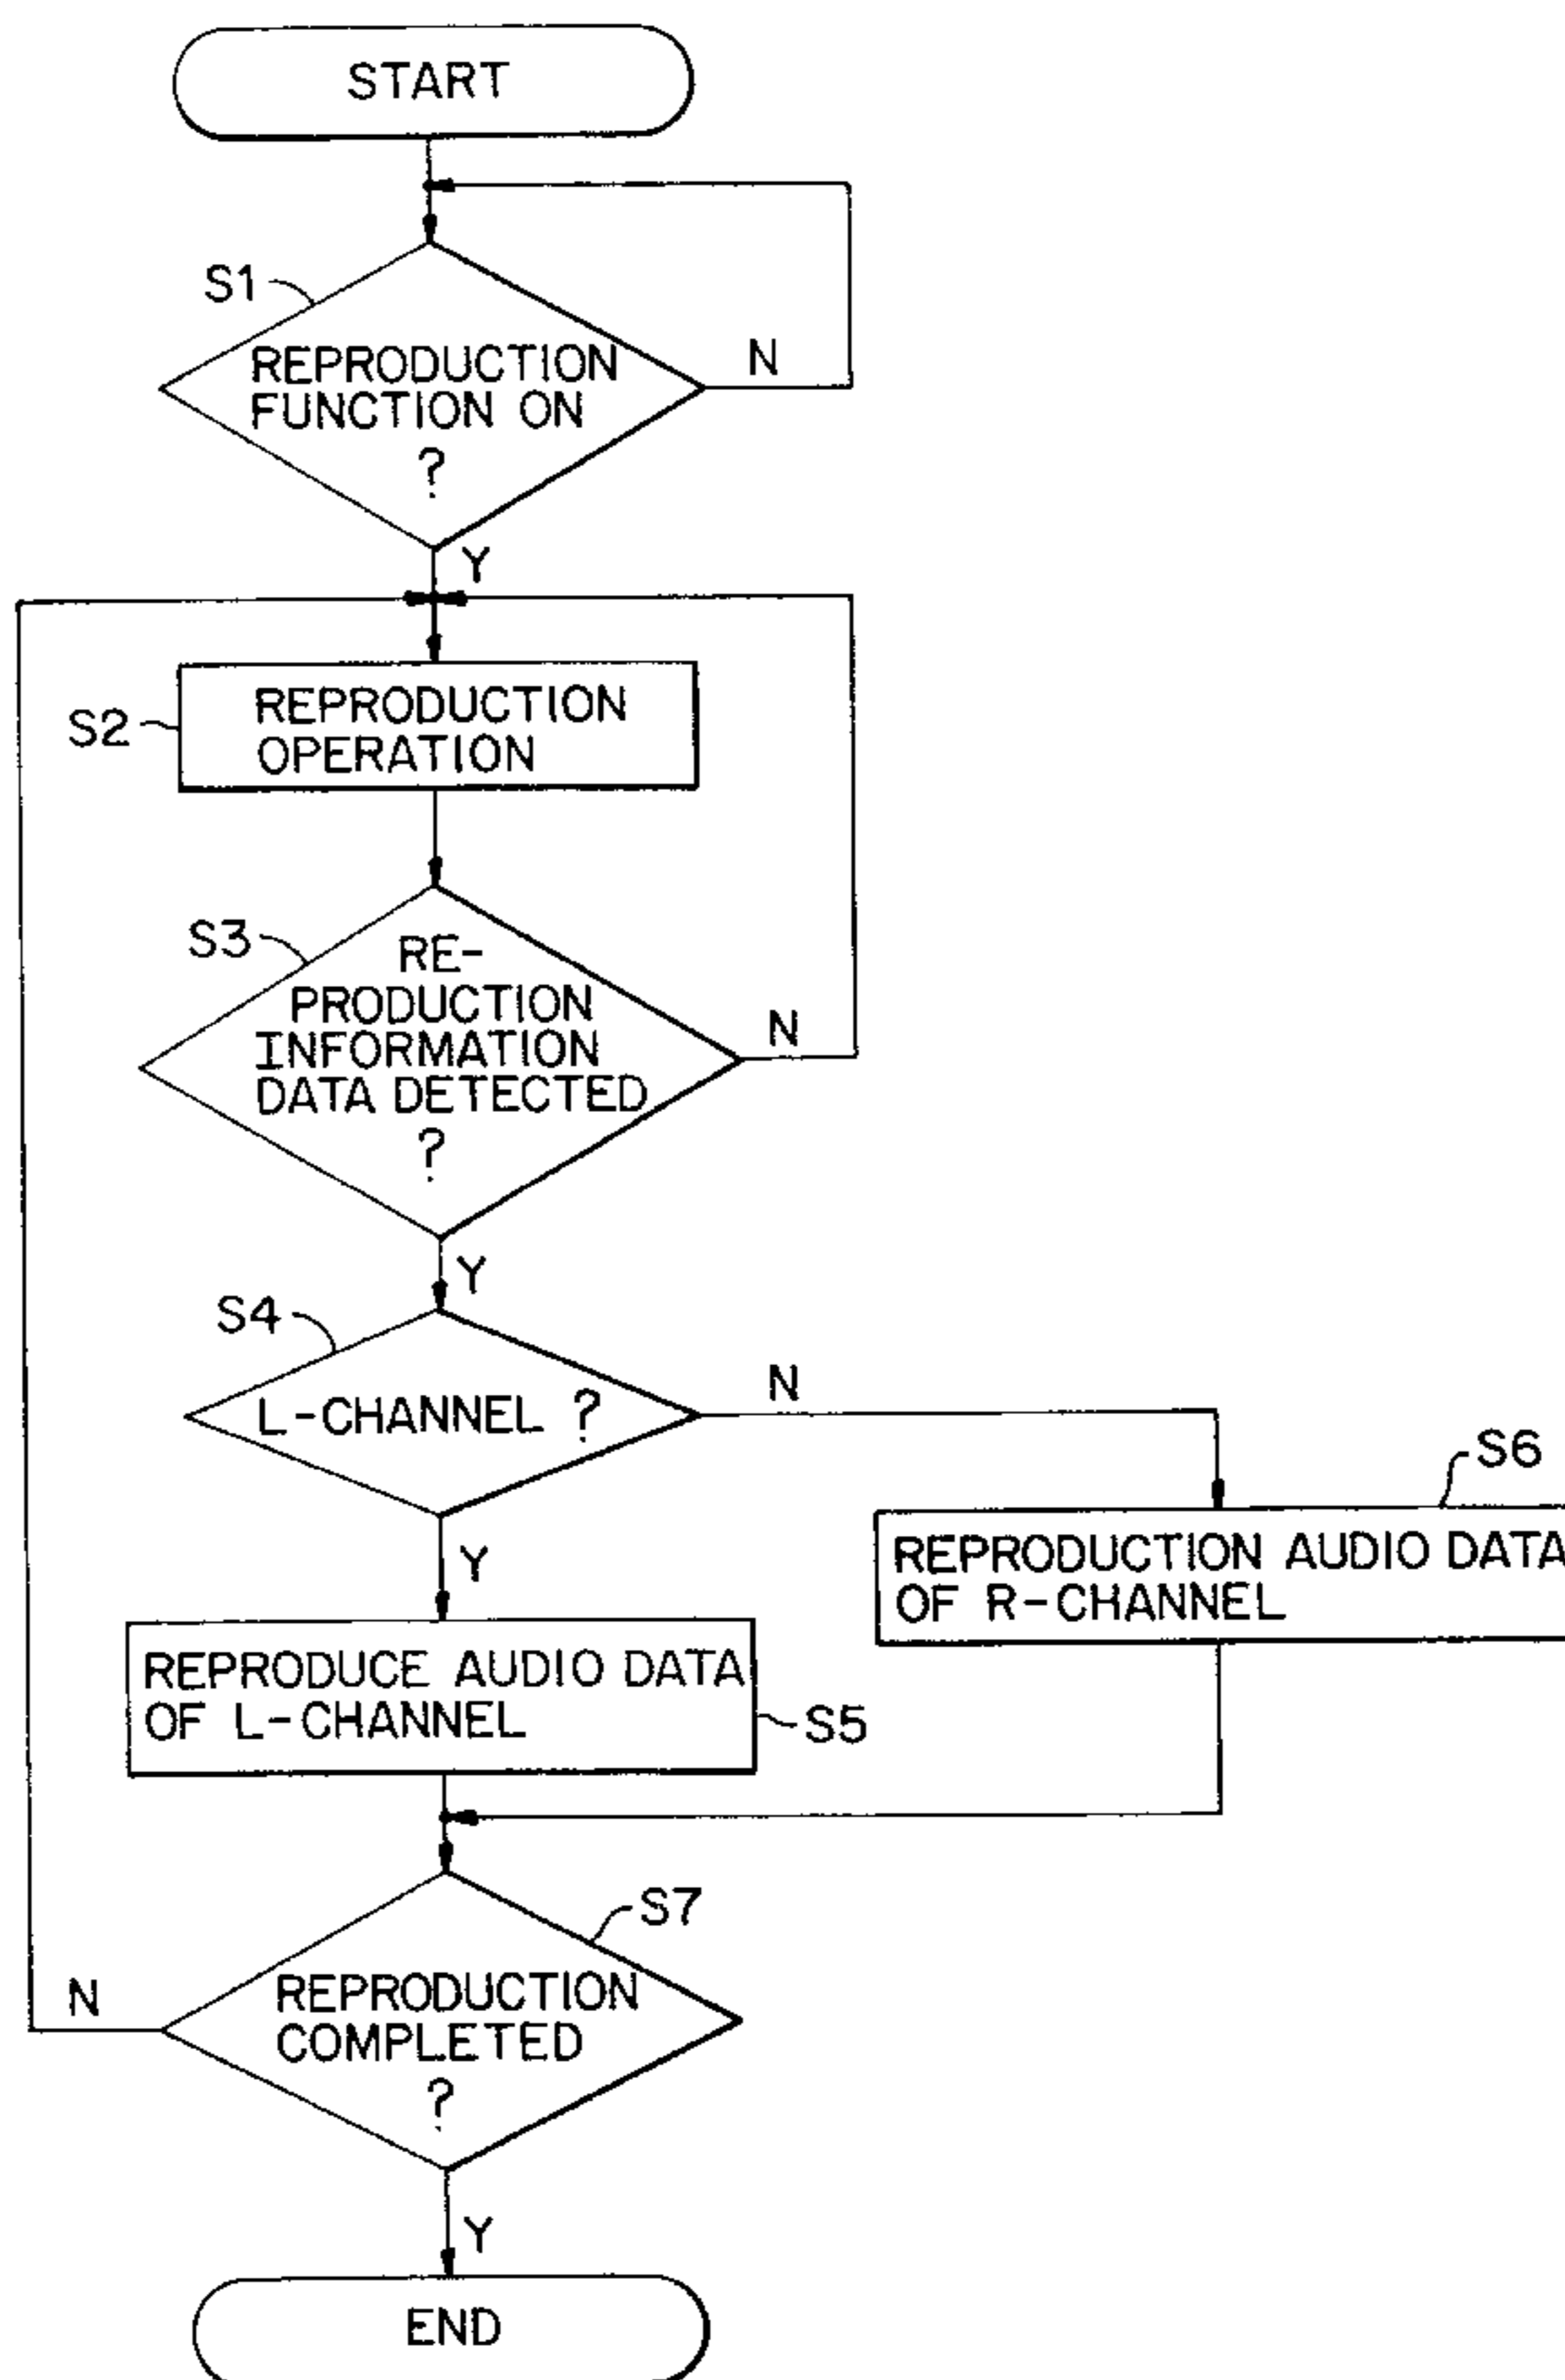 START
S1
REPRODUCTION
FUNCTION ON
?
N
Y
S2
REPRODUCTION
OPERATION
S3
RE-
PRODUCTION
INFORMATION
DATA DETECTED
?
N
Y
S4
L-CHANNEL ?
N
Y
S6
REPRODUCTION AUDIO DATA
OF R-CHANNEL
REPRODUCE AUDIO DATA
OF L-CHANNEL
S5
S7
REPRODUCTION
COMPLETED
?
N
Y
END